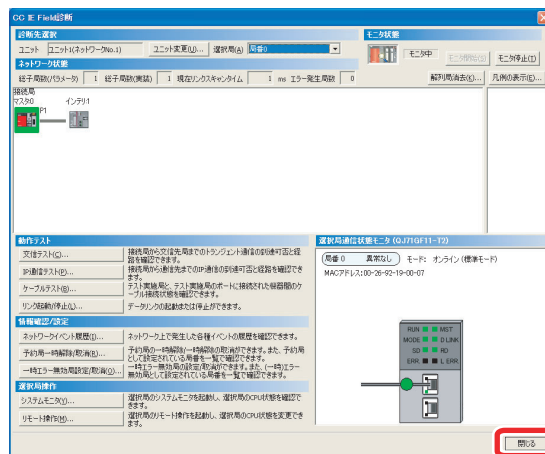 CC IE Field診断
診断先選択
モニタ状態
ユニット ユニット1(ネットワークNo.1) ユニット変更(U)... 選択局(A) 局番0
モニタ中 モニタ開始(S) モニタ停止(T)
ネットワーク状態
総子局数(パラメータ) 1 総子局数(実装) 1 現在リンクスキャンタイム 1 ms エラー発生局数 0
解列局消去(K)... 凡例の表示(E)...
接続局
マスタ0 インテリ1
P1
動作テスト
交信テスト(C)... 接続局から交信先局までのトランジェント通信の到達可否と経路を確認できます。
IP通信テスト(P)... 接続局から通信先までのIP通信の到達可否と経路を確認できます。
ケーブルテスト(B)... テスト実施局と、テスト実施局のポートに接続された機器間のケーブル接続状態を確認できます。
リンク起動/停止(L)... データリンクの起動または停止ができます。
情報確認/設定
ネットワークイベント履歴(I)... ネットワーク上で発生した各種イベントの履歴を確認できます。
予約局一時解除/取消(R)... 予約局の一時解除/一時解除の取消ができます。また、予約局として設定されている局番を一覧で確認できます。
一時エラー無効局設定/取消(X)... 一時エラー無効局の設定/取消ができます。また、(一時)エラー無効局として設定されている局番を一覧で確認できます。
選択局操作
システムモニタ(Y)... 選択局のシステムモニタを起動し、選択局のCPU状態を確認できます。
リモート操作(M)... 選択局のリモート操作を起動し、選択局のCPU状態を変更できます。
選択局通信状態モニタ (QJ71GF11-T2)
局番 0 異常なし モード: オンライン (標準モード)
MACアドレス:00-26-92-19-00-07
RUN MST
MODE D LINK
SD RD
ERR L ERR
閉じる